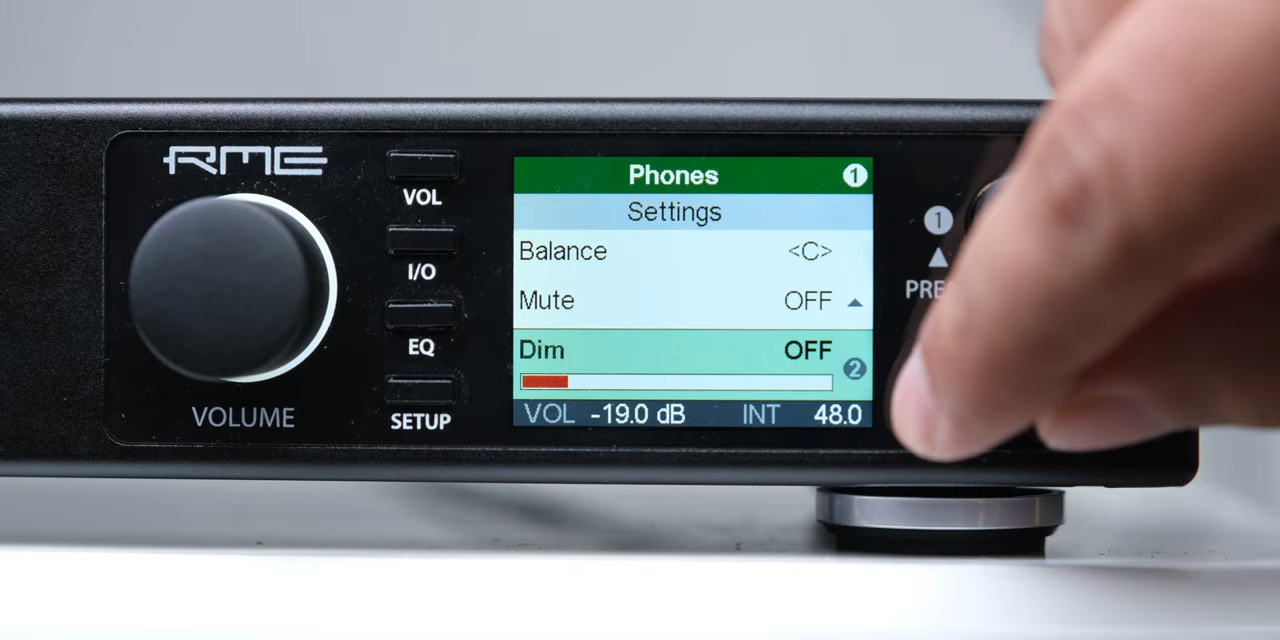 RME
VOLUME
VOL
I/O
EQ
SETUP
Phones 1
Settings
Balance <C>
Mute OFF
Dim OFF
2
VOL -19.0 dB INT 48.0
1